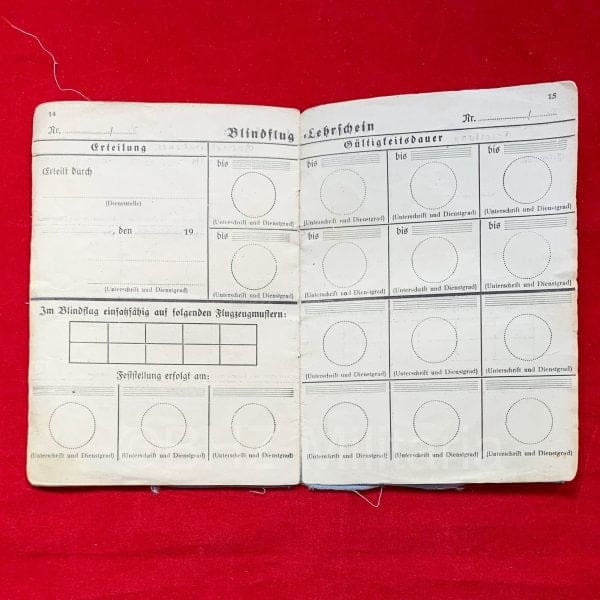 14
Nr. ............/......
Blindflug
Erteilung
Erteilt durch
(Dienststelle)
, den 19
(Unterschrift und Dienstgrad)
bis
(Unterschrift und Dienstgrad)
bis
(Unterschrift und Dienstgrad)
Im Blindflug einsatzfähig auf folgenden Flugzeugmustern:
Feststellung erfolgt am:
(Unterschrift und Dienstgrad) (Unterschrift und Dienstgrad) (Unterschrift und Dienstgrad)
15
-Lehrschein
Nr. ............/......
Gültigkeitsdauer
bis bis bis
(Unterschrift und Dienstgrad) (Unterschrift und Dienstgrad) (Unterschrift und Dienstgrad)
bis bis bis
(Unterschrift und Dienstgrad) (Unterschrift und Dienstgrad) (Unterschrift und Dienstgrad)
(Unterschrift und Dienstgrad) (Unterschrift und Dienstgrad) (Unterschrift und Dienstgrad)
(Unterschrift und Dienstgrad) (Unterschrift und Dienstgrad) (Unterschrift und Dienstgrad)